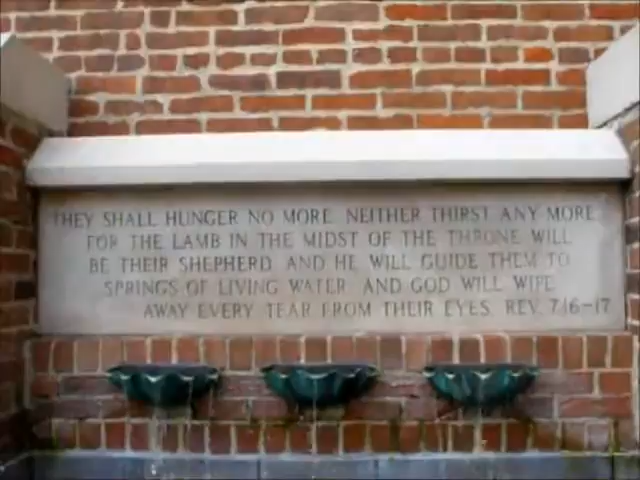 THEY SHALL HUNGER NO MORE NEITHER THIRST ANY MORE
FOR THE LAMB IN THE MIDST OF THE THRONE WILL
BE THEIR SHEPHERD AND HE WILL GUIDE THEM TO
SPRINGS OF LIVING WATER AND GOD WILL WIPE
AWAY EVERY TEAR FROM THEIR EYES. REV. 7:16-17